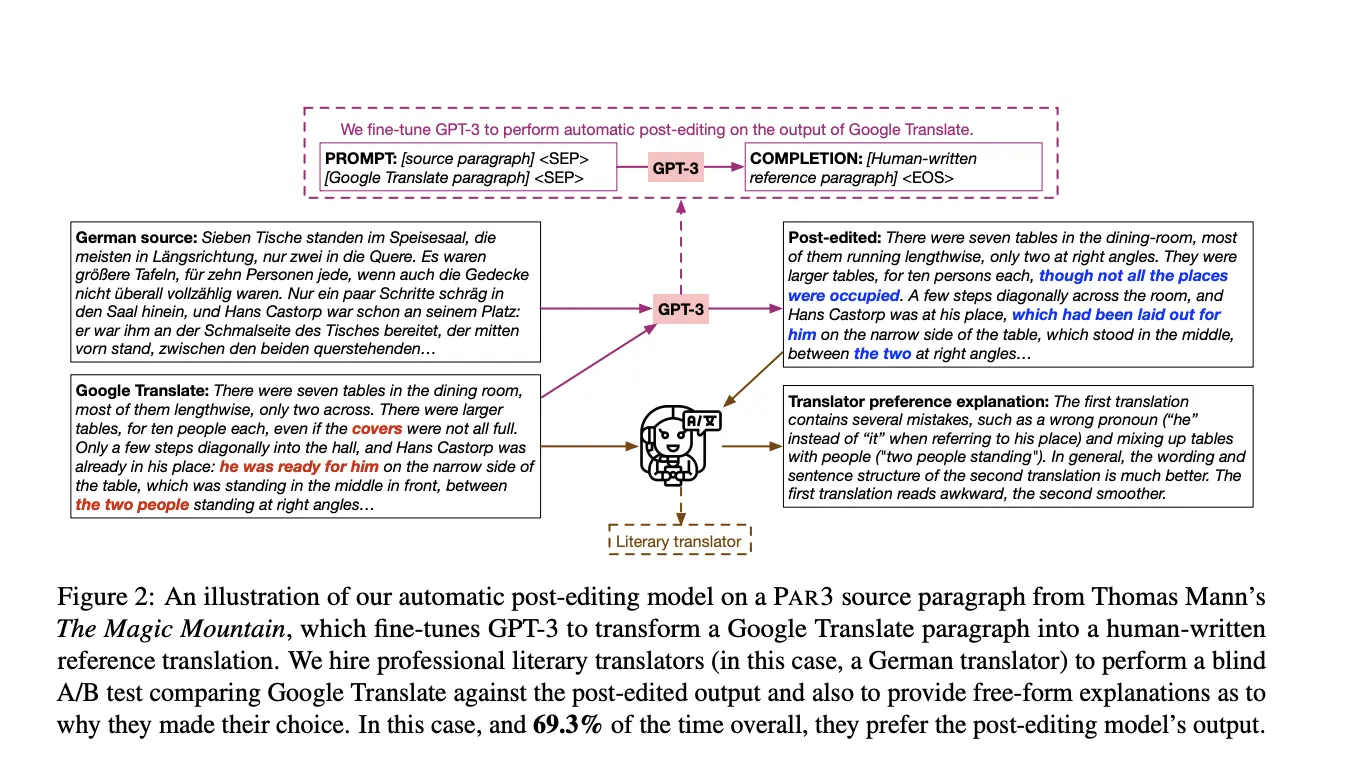 We fine-tune GPT-3 to perform automatic post-editing on the output of Google Translate.
PROMPT: [source paragraph] <SEP>
[Google Translate paragraph] <SEP>
GPT-3
COMPLETION: [Human-written
reference paragraph] <EOS>
German source: Sieben Tische standen im Speisesaal, die
meisten in Längsrichtung, nur zwei in die Quere. Es waren
größere Tafeln, für zehn Personen jede, wenn auch die Gedecke
nicht überall vollzählig waren. Nur ein paar Schritte schräg in
den Saal hinein, und Hans Castorp war schon an seinem Platz:
er war ihm an der Schmalseite des Tisches bereitet, der mitten
vorn stand, zwischen den beiden querstehenden…
GPT-3
Post-edited: There were seven tables in the dining-room, most
of them running lengthwise, only two at right angles. They were
larger tables, for ten persons each, though not all the places
were occupied. A few steps diagonally across the room, and
Hans Castorp was at his place, which had been laid out for
him on the narrow side of the table, which stood in the middle,
between the two at right angles…
Google Translate: There were seven tables in the dining room,
most of them lengthwise, only two across. There were larger
tables, for ten people each, even if the covers were not all full.
Only a few steps diagonally into the hall, and Hans Castorp was
already in his place: he was ready for him on the narrow side of
the table, which was standing in the middle in front, between
the two people standing at right angles…
A/文
Translator preference explanation: The first translation
contains several mistakes, such as a wrong pronoun (“he”
instead of “it” when referring to his place) and mixing up tables
with people ("two people standing"). In general, the wording and
sentence structure of the second translation is much better. The
first translation reads awkward, the second smoother.
Literary translator
Figure 2: An illustration of our automatic post-editing model on a PAR3 source paragraph from Thomas Mann’s
The Magic Mountain, which fine-tunes GPT-3 to transform a Google Translate paragraph into a human-written
reference translation. We hire professional literary translators (in this case, a German translator) to perform a blind
A/B test comparing Google Translate against the post-edited output and also to provide free-form explanations as to
why they made their choice. In this case, and 69.3% of the time overall, they prefer the post-editing model’s output.